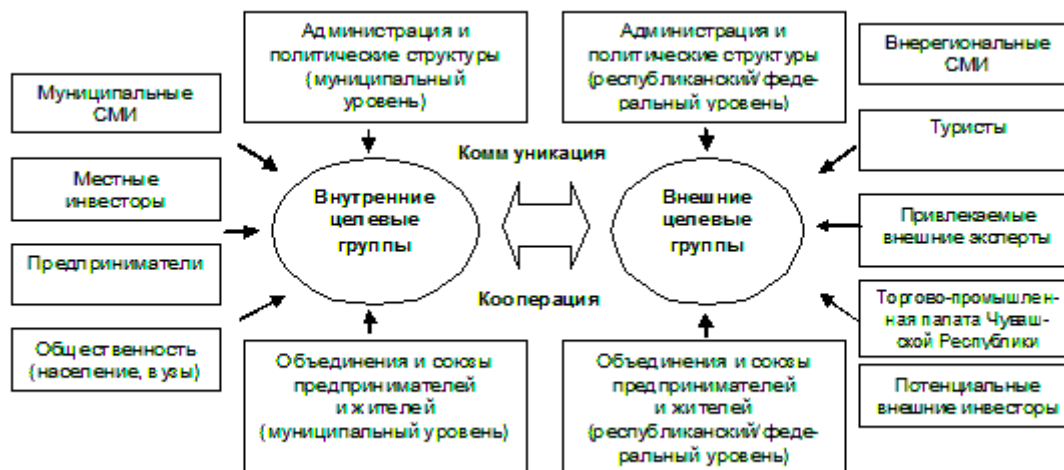 Администрация и
политические структуры
(муниципальный
уровень)
Администрация и
политические структуры
(республиканский/феде-
ральный уровень)
Внерегиональные
СМИ
Муниципальные
СМИ
Туристы
Коммуникация
Местные
инвесторы
Внутренние
целевые
группы
Внешние
целевые
группы
Привлекаемые
внешние эксперты
Предприниматели
Кооперация
Торгово-промышлен-
ная палата Чуваш-
ской Республики
Общественность
(население, вузы)
Объединения и союзы
предпринимателей
и жителей
(муниципальный уровень)
Объединения и союзы
предпринимателей
и жителей
(республиканский/феде-
ральный уровень)
Потенциальные
внешние инвесторы